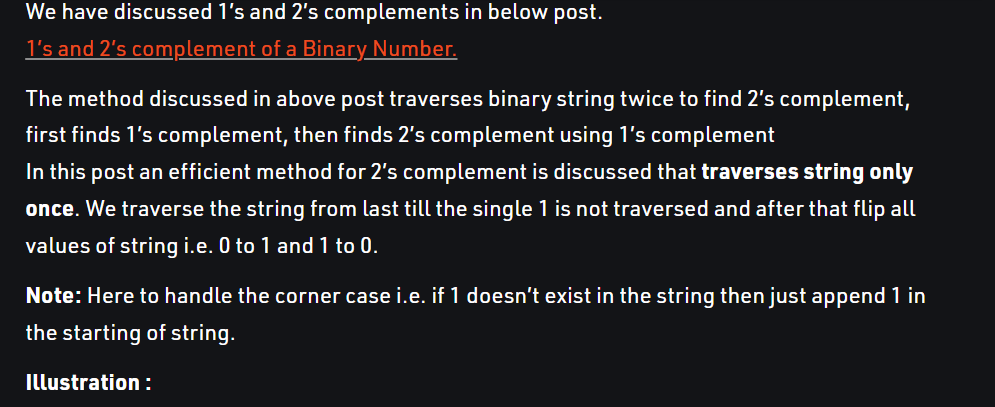 We have discussed 1’s and 2’s complements in below post.
1’s and 2’s complement of a Binary Number.
The method discussed in above post traverses binary string twice to find 2’s complement,
first finds 1’s complement, then finds 2’s complement using 1’s complement
In this post an efficient method for 2’s complement is discussed that traverses string only
once. We traverse the string from last till the single 1 is not traversed and after that flip all
values of string i.e. 0 to 1 and 1 to 0.
Note: Here to handle the corner case i.e. if 1 doesn’t exist in the string then just append 1 in
the starting of string.
Illustration :